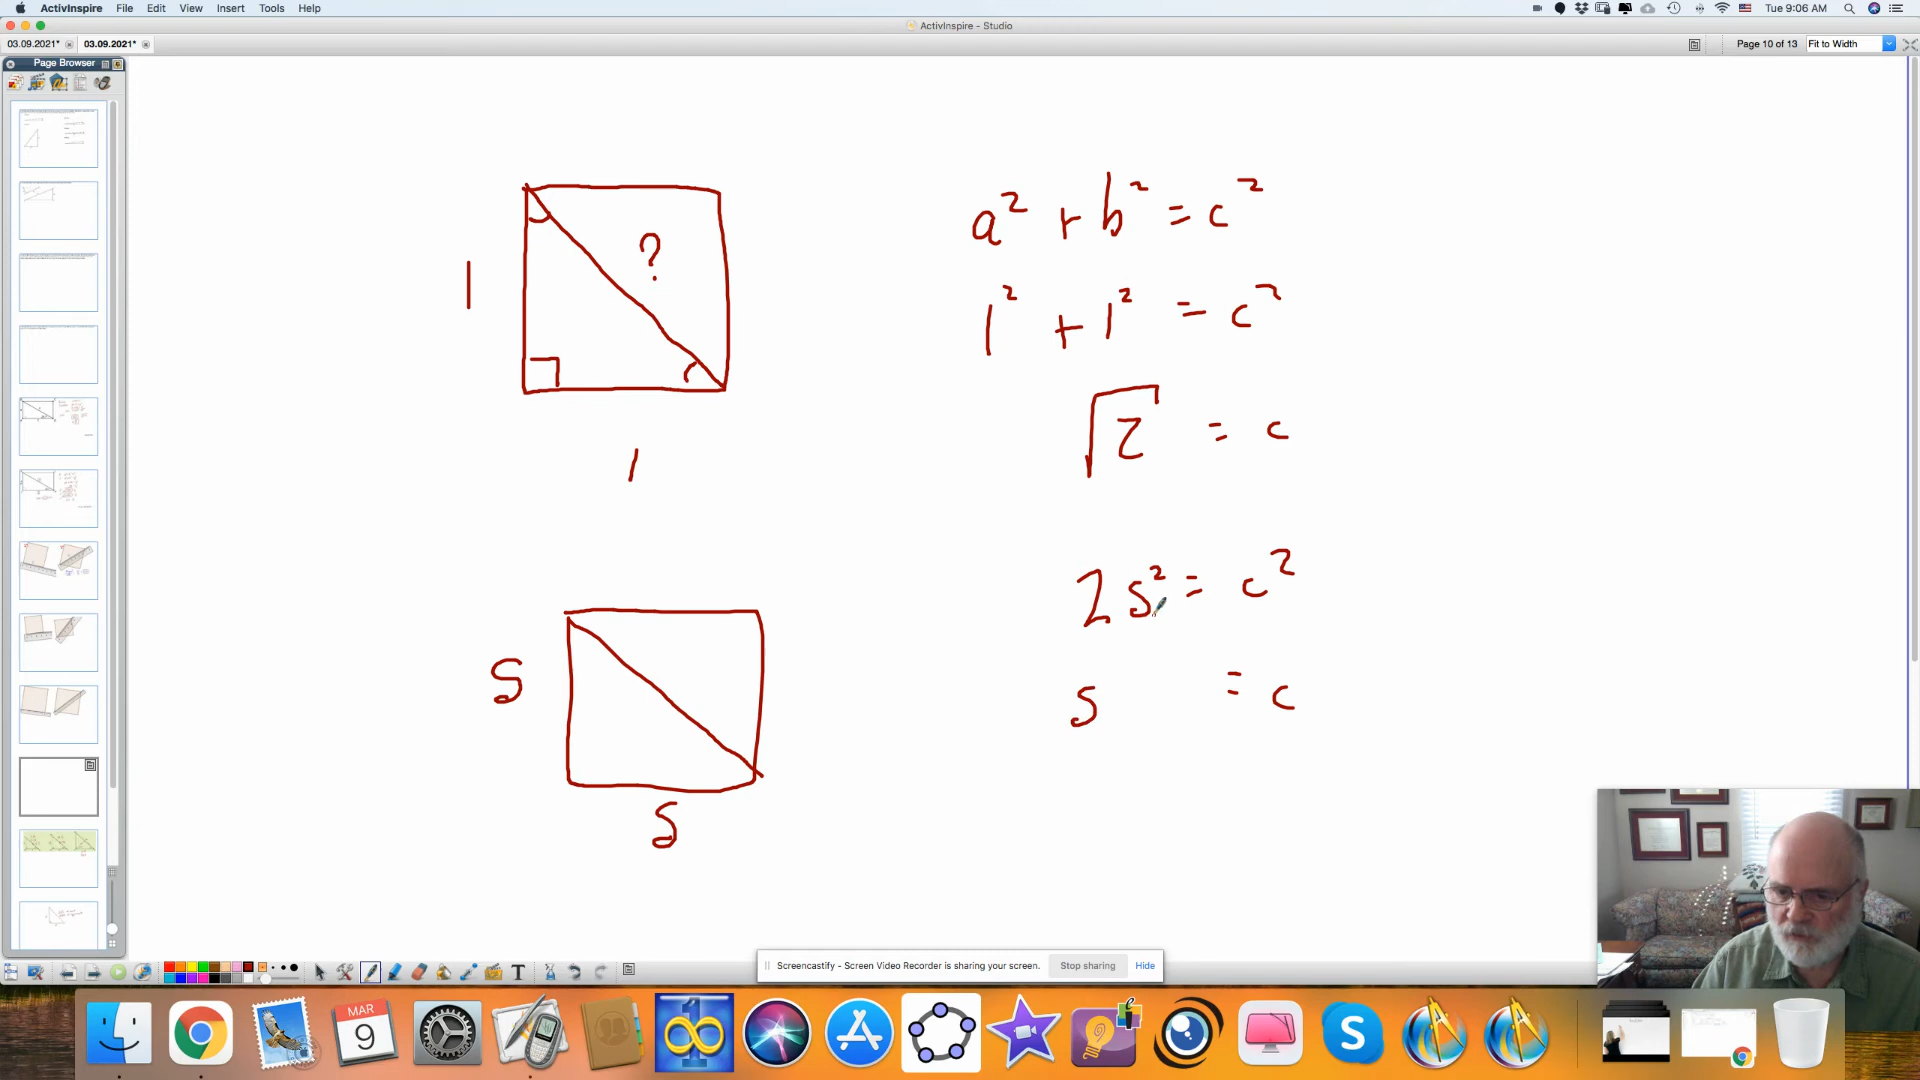 ActivInspire File Edit View Insert Tools Help Tue 9:06 AM
ActivInspire - Studio
03.09.2021* 03.09.2021* Page 10 of 13 Fit to Width
Page Browser
a² + b² = c²
?
1
1² + 1² = c²
√2 = c
1
2s² = c²
s
s = c
s
Screencastify - Screen Video Recorder is sharing your screen. Stop sharing Hide
MAR
9